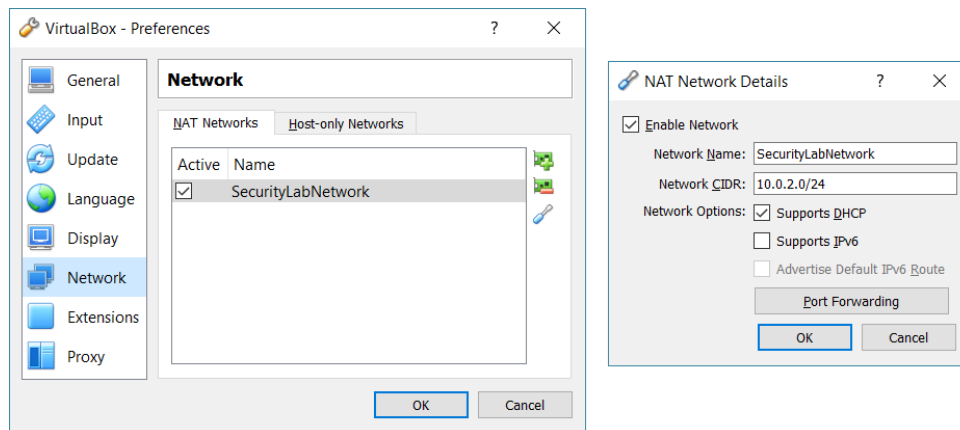 VirtualBox - Preferences
?
General
Input
Update
Language
Display
Network
Extensions
Proxy
Network
NAT Networks
Host-only Networks
Active Name
SecurityLabNetwork
OK
Cancel
NAT Network Details
?
Enable Network
Network Name: SecurityLabNetwork
Network CIDR: 10.0.2.0/24
Network Options: Supports DHCP
Supports IPv6
Advertise Default IPv6 Route
Port Forwarding
OK
Cancel